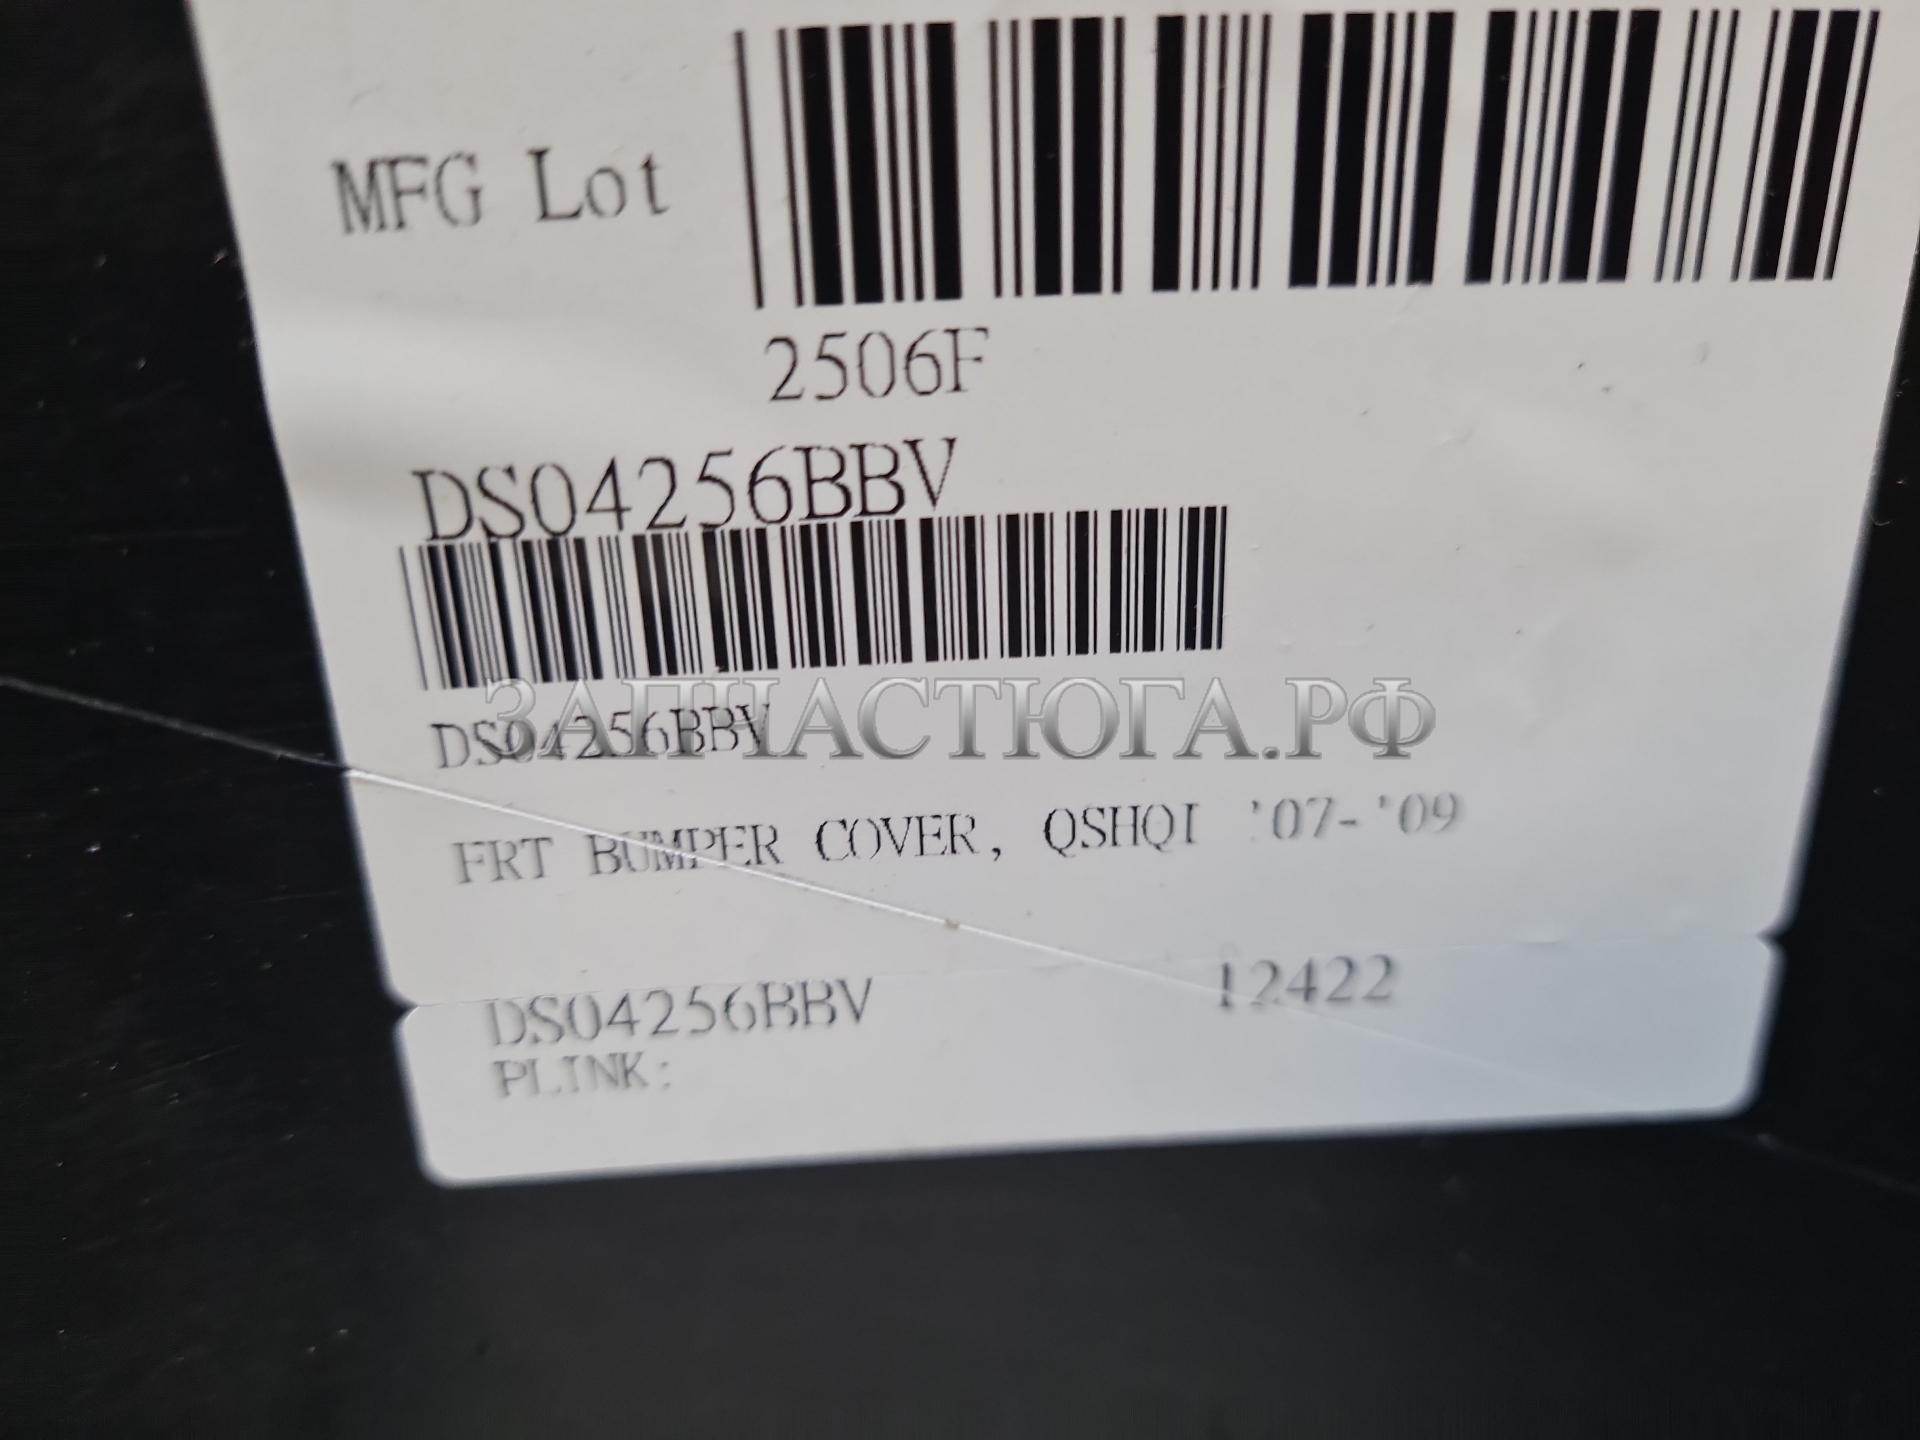 MFG Lot
2506F
DS04256BBV
DS04256BBV
ЗАПЧАСТЮГА.РФ
FRT BUMPER COVER, QSHQI '07-'09
DS04256BBV 12422
PLINK: